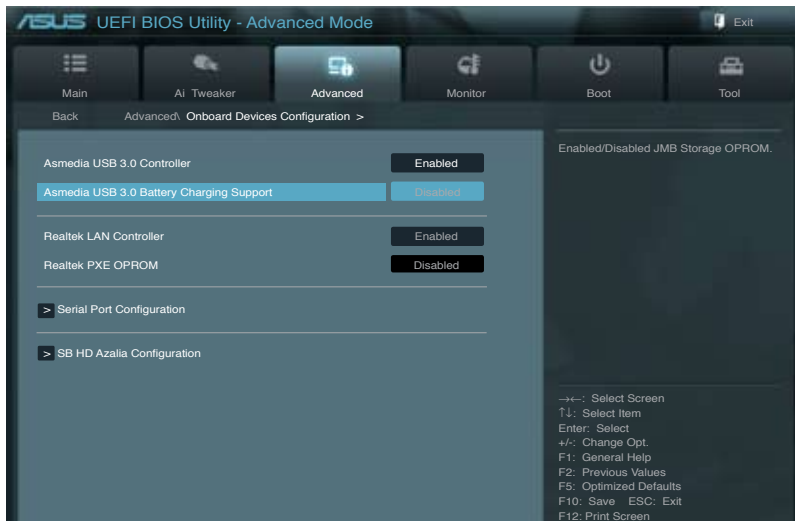 ASUS UEFI BIOS Utility - Advanced Mode
Exit
Main
Ai Tweaker
Advanced
Monitor
Boot
Tool
Back Advanced\ Onboard Devices Configuration >
Asmedia USB 3.0 Controller Enabled
Asmedia USB 3.0 Battery Charging Support Disabled
Realtek LAN Controller Enabled
Realtek PXE OPROM Disabled
> Serial Port Configuration
> SB HD Azalia Configuration
Enabled/Disabled JMB Storage OPROM.
→←: Select Screen
↑↓: Select Item
Enter: Select
+/-: Change Opt.
F1: General Help
F2: Previous Values
F5: Optimized Defaults
F10: Save ESC: Exit
F12: Print Screen